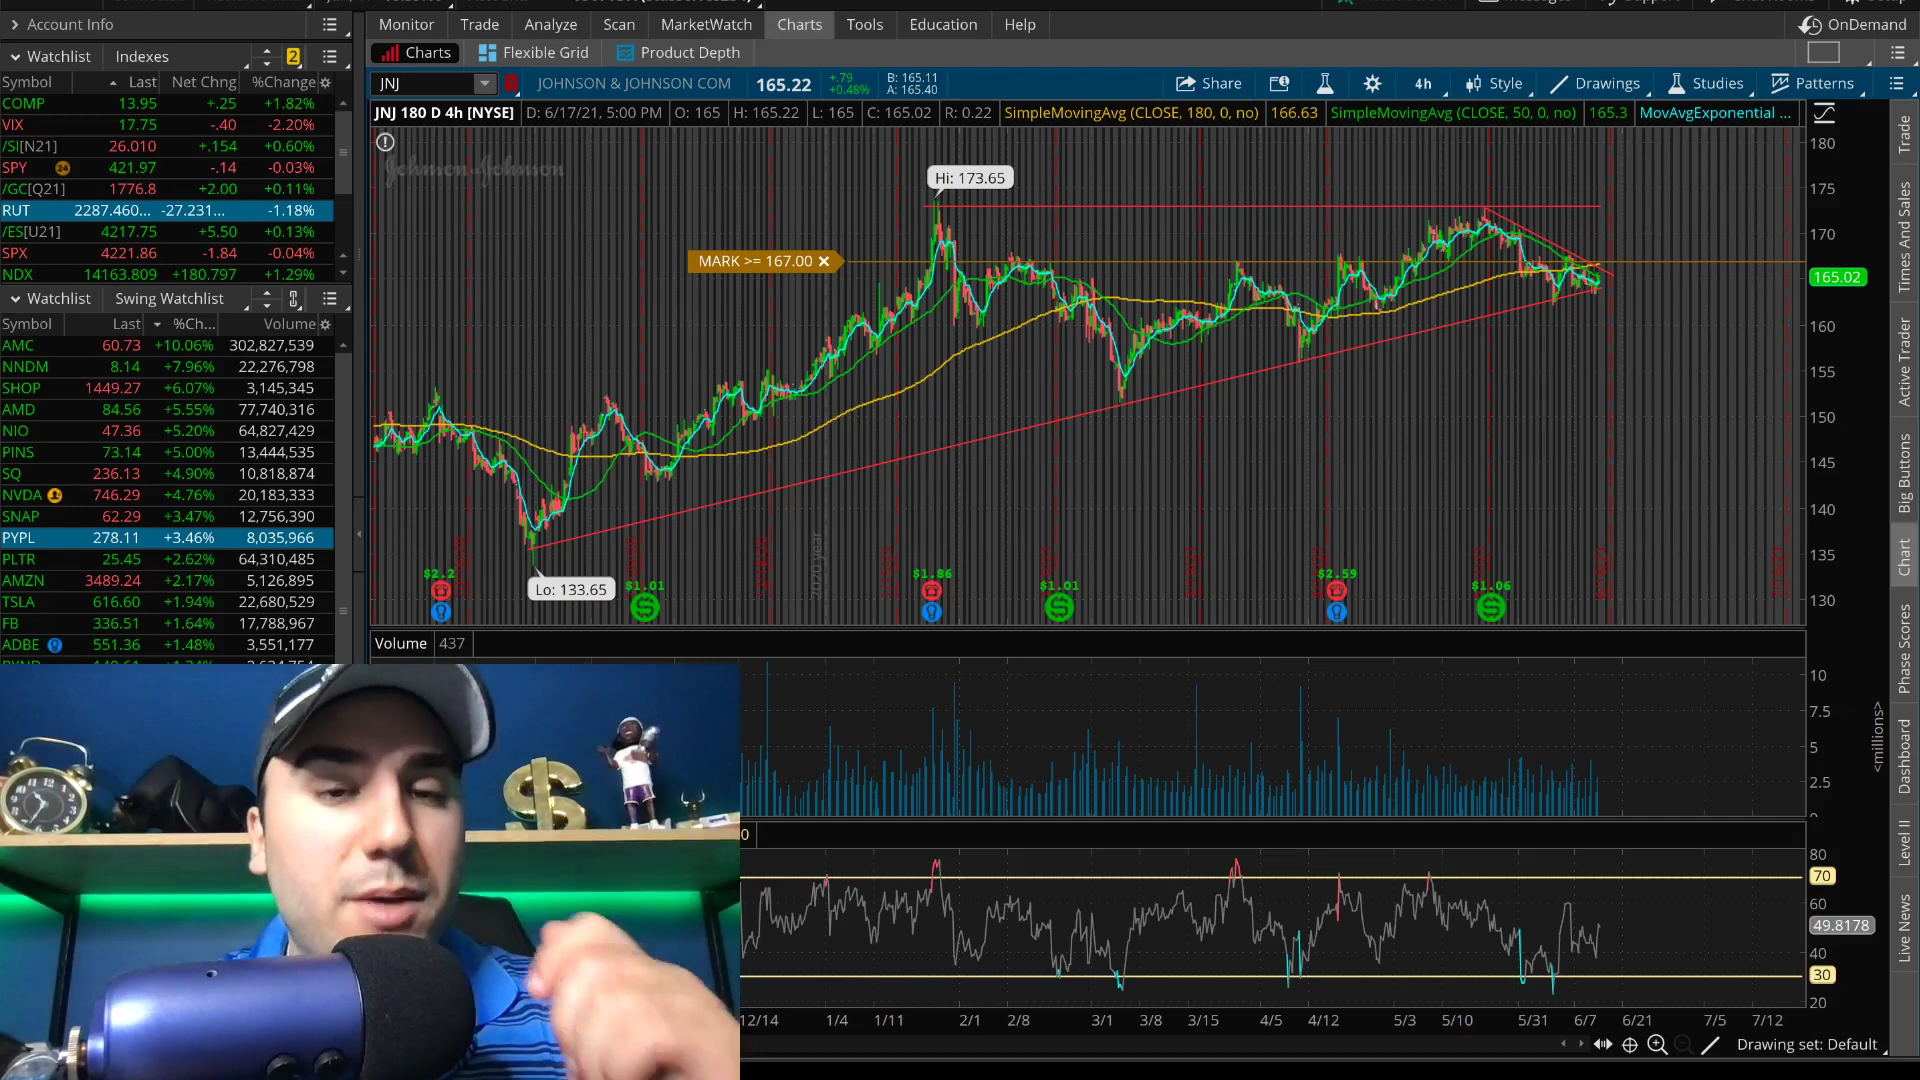 Account Info
Monitor Trade Analyze Scan MarketWatch Charts Tools Education Help
OnDemand
Watchlist Indexes 2
Charts Flexible Grid Product Depth
Symbol Last Net Chng %Change
COMP 13.95 +.25 +1.82%
VIX 17.75 -.40 -2.20%
/SI[N21] 26.010 +.154 +0.60%
SPY 24 421.97 -.14 -0.03%
/GC[Q21] 1776.8 +2.00 +0.11%
RUT 2287.460... -27.231... -1.18%
/ES[U21] 4217.75 +5.50 +0.13%
SPX 4221.86 -1.84 -0.04%
NDX 14163.809 +180.797 +1.29%
Watchlist Swing Watchlist
Symbol Last %Ch... Volume
AMC 60.73 +10.06% 302,827,539
NNDM 8.14 +7.96% 22,276,798
SHOP 1449.27 +6.07% 3,145,345
AMD 84.56 +5.55% 77,740,316
NIO 47.36 +5.20% 64,827,429
PINS 73.14 +5.00% 13,444,535
SQ 236.13 +4.90% 10,818,874
NVDA 746.29 +4.76% 20,183,333
SNAP 62.29 +3.47% 12,756,390
PYPL 278.11 +3.46% 8,035,966
PLTR 25.45 +2.62% 64,310,485
AMZN 3489.24 +2.17% 5,126,895
TSLA 616.60 +1.94% 22,680,529
FB 336.51 +1.64% 17,788,967
ADBE 551.36 +1.48% 3,551,177
JNJ JOHNSON & JOHNSON COM 165.22 +.79 +0.48% B: 165.11 A: 165.40
Share 4h Style Drawings Studies Patterns
JNJ 180 D 4h [NYSE] D: 6/17/21, 5:00 PM O: 165 H: 165.22 L: 165 C: 165.02 R: 0.22 SimpleMovingAvg (CLOSE, 180, 0, no) 166.63 SimpleMovingAvg (CLOSE, 50, 0, no) 165.3 MovAvgExponential ...
Johnson & Johnson
Hi: 173.65
MARK >= 167.00
Lo: 133.65
2020 year
$2.2 $1.01 $1.86 $1.01 $2.59 $1.06
180
175
170
165.02
160
155
150
145
140
135
130
Volume 437
10
7.5
5
2.5
<millions>
80
70
60
49.8178
40
30
20
12/14 1/4 1/11 2/1 2/8 3/1 3/8 3/15 4/5 4/12 5/3 5/10 5/31 6/7 6/21 7/5 7/12
Drawing set: Default
Trade
Times And Sales
Active Trader
Big Buttons
Chart
Phase Scores
Dashboard
Level II
Live News